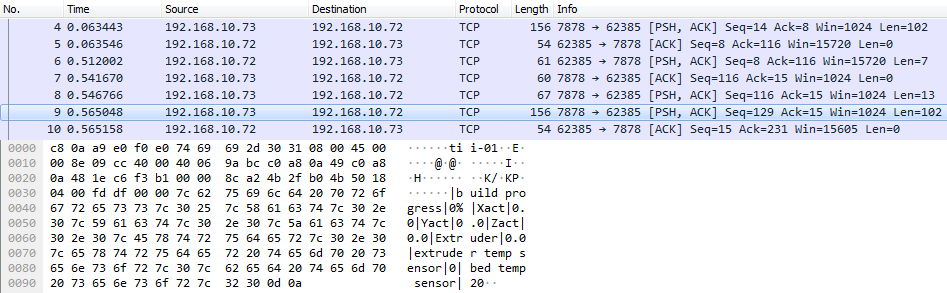 No. Time Source Destination Protocol Length Info
4 0.063443 192.168.10.73 192.168.10.72 TCP 156 7878 → 62385 [PSH, ACK] Seq=14 Ack=8 Win=1024 Len=102
5 0.063546 192.168.10.72 192.168.10.73 TCP 54 62385 → 7878 [ACK] Seq=8 Ack=116 Win=15720 Len=0
6 0.512002 192.168.10.72 192.168.10.73 TCP 61 62385 → 7878 [PSH, ACK] Seq=8 Ack=116 Win=15720 Len=7
7 0.541670 192.168.10.73 192.168.10.72 TCP 60 7878 → 62385 [ACK] Seq=116 Ack=15 Win=1024 Len=0
8 0.546766 192.168.10.73 192.168.10.72 TCP 67 7878 → 62385 [PSH, ACK] Seq=116 Ack=15 Win=1024 Len=13
9 0.565048 192.168.10.73 192.168.10.72 TCP 156 7878 → 62385 [PSH, ACK] Seq=129 Ack=15 Win=1024 Len=102
10 0.565158 192.168.10.72 192.168.10.73 TCP 54 62385 → 7878 [ACK] Seq=15 Ack=231 Win=15605 Len=0
0000 c8 0a a9 e0 f0 e0 74 69 69 2d 30 31 08 00 45 00 ······ti i-01··E·
0010 00 8e 09 cc 40 00 40 06 9a bc c0 a8 0a 49 c0 a8 ····@·@· ·····I··
0020 0a 48 1e c6 f3 b1 00 00 8c a2 4b 2f b0 4b 50 18 ·H······ ··K/·KP·
0030 04 00 fd df 00 00 7c 62 75 69 6c 64 20 70 72 6f ······|b uild pro
0040 67 72 65 73 73 7c 30 25 7c 58 61 63 74 7c 30 2e gress|0% |Xact|0.
0050 30 7c 59 61 63 74 7c 30 2e 30 7c 5a 61 63 74 7c 0|Yact|0 .0|Zact|
0060 30 2e 30 7c 45 78 74 72 75 64 65 72 7c 30 2e 30 0.0|Extr uder|0.0
0070 7c 65 78 74 72 75 64 65 72 20 74 65 6d 70 20 73 |extrude r temp s
0080 65 6e 73 6f 72 7c 30 7c 62 65 64 20 74 65 6d 70 ensor|0| bed temp
0090 20 73 65 6e 73 6f 72 7c 32 30 0d 0a sensor| 20··